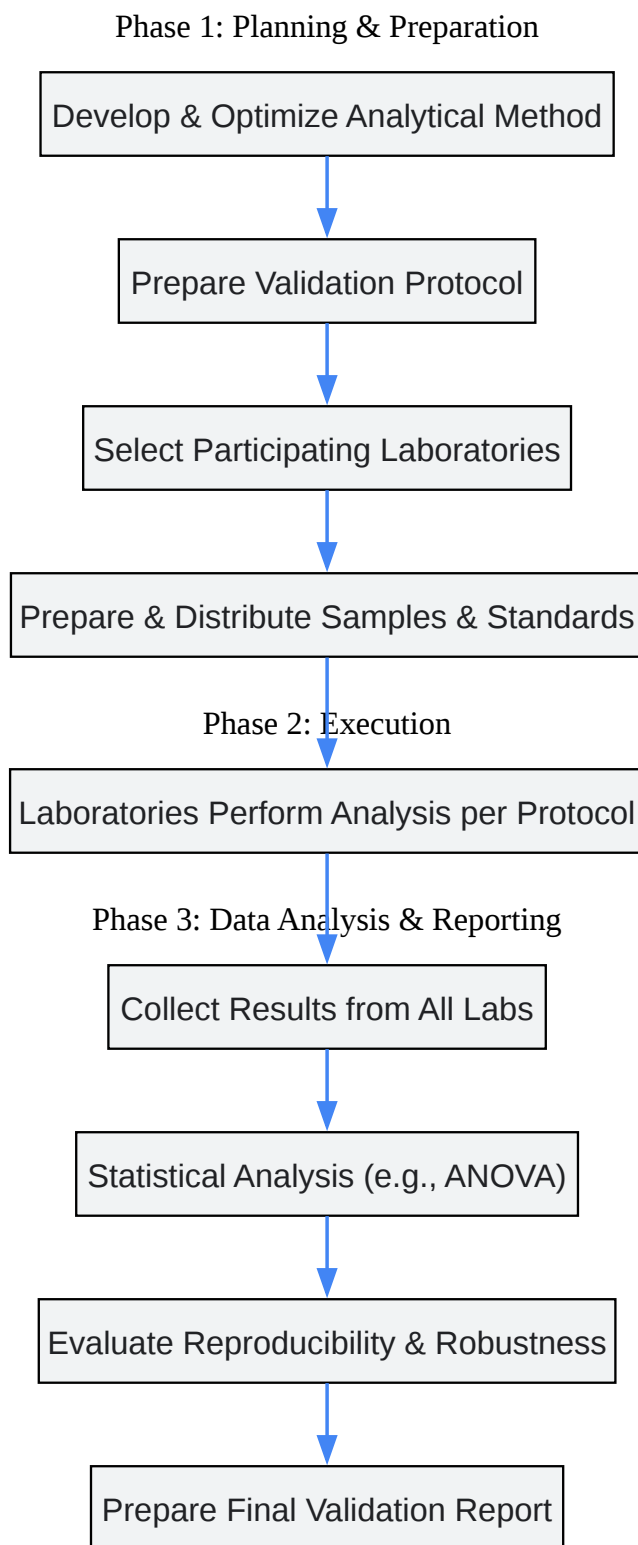 Phase 1: Planning & Preparation
Develop & Optimize Analytical Method
Prepare Validation Protocol
Select Participating Laboratories
Prepare & Distribute Samples & Standards
Phase 2: Execution
Laboratories Perform Analysis per Protocol
Phase 3: Data Analysis & Reporting
Collect Results from All Labs
Statistical Analysis (e.g., ANOVA)
Evaluate Reproducibility & Robustness
Prepare Final Validation Report